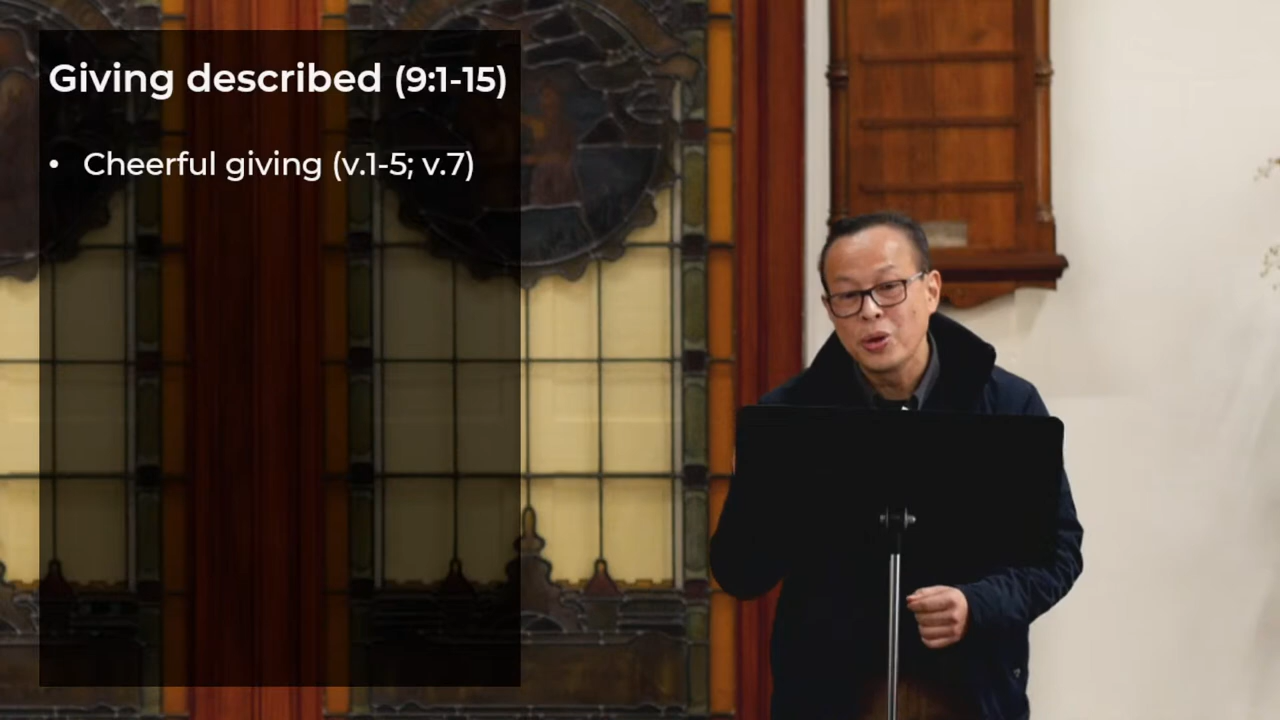 Giving described (9:1-15)
• Cheerful giving (v.1-5; v.7)